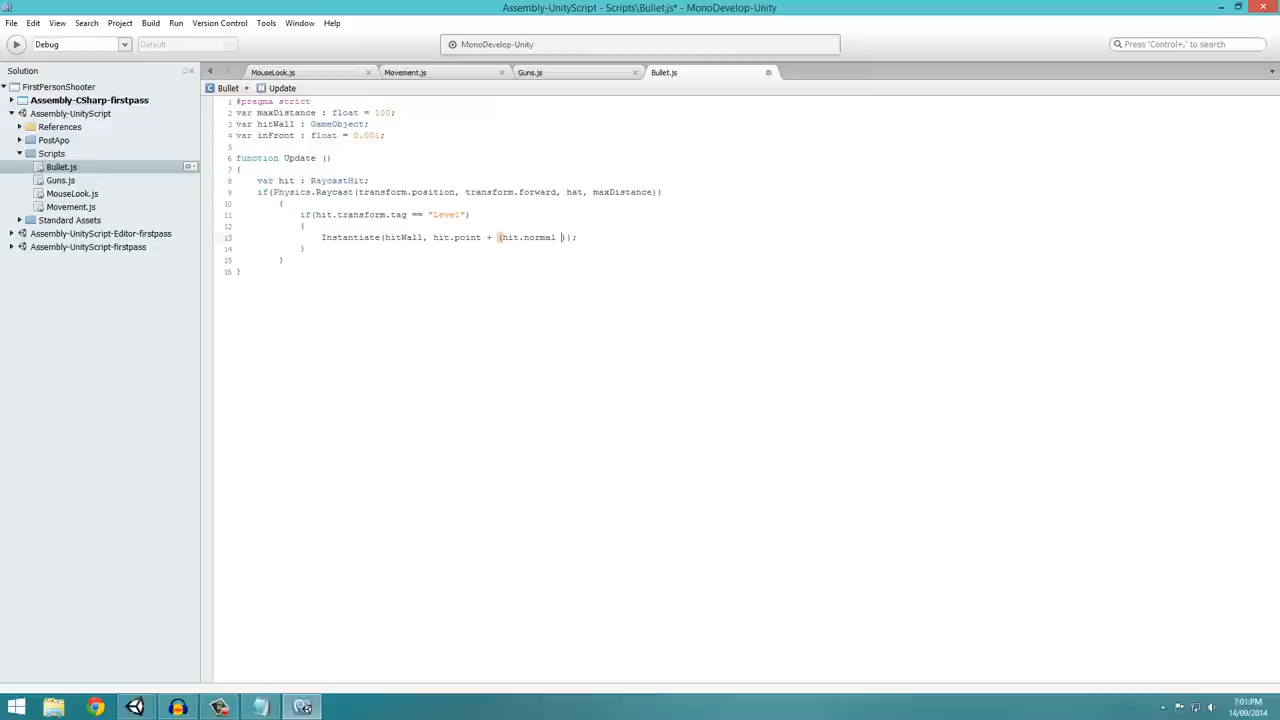 Assembly-UnityScript - Scripts\Bullet.js* - MonoDevelop-Unity
File Edit View Search Project Build Run Version Control Tools Window Help
Debug Default MonoDevelop-Unity Press 'Control+,' to search
Solution MouseLook.js Movement.js Guns.js Bullet.js
Bullet Update
FirstPersonShooter
Assembly-CSharp-firstpass
Assembly-UnityScript
References
PostApo
Scripts
Bullet.js
Guns.js
MouseLook.js
Movement.js
Standard Assets
Assembly-UnityScript-Editor-firstpass
Assembly-UnityScript-firstpass
1 #pragma strict
2 var maxDistance : float = 100;
3 var hitWall : GameObject;
4 var inFront : float = 0.001;
5
6 function Update ()
7 {
8 var hit : RaycastHit;
9 if(Physics.Raycast(transform.position, transform.forward, hat, maxDistance))
10 {
11 if(hit.transform.tag == "Level")
12 {
13 Instantiate(hitWall, hit.point + (hit.normal ));
14 }
15 }
16 }
7:01PM
14/09/2014